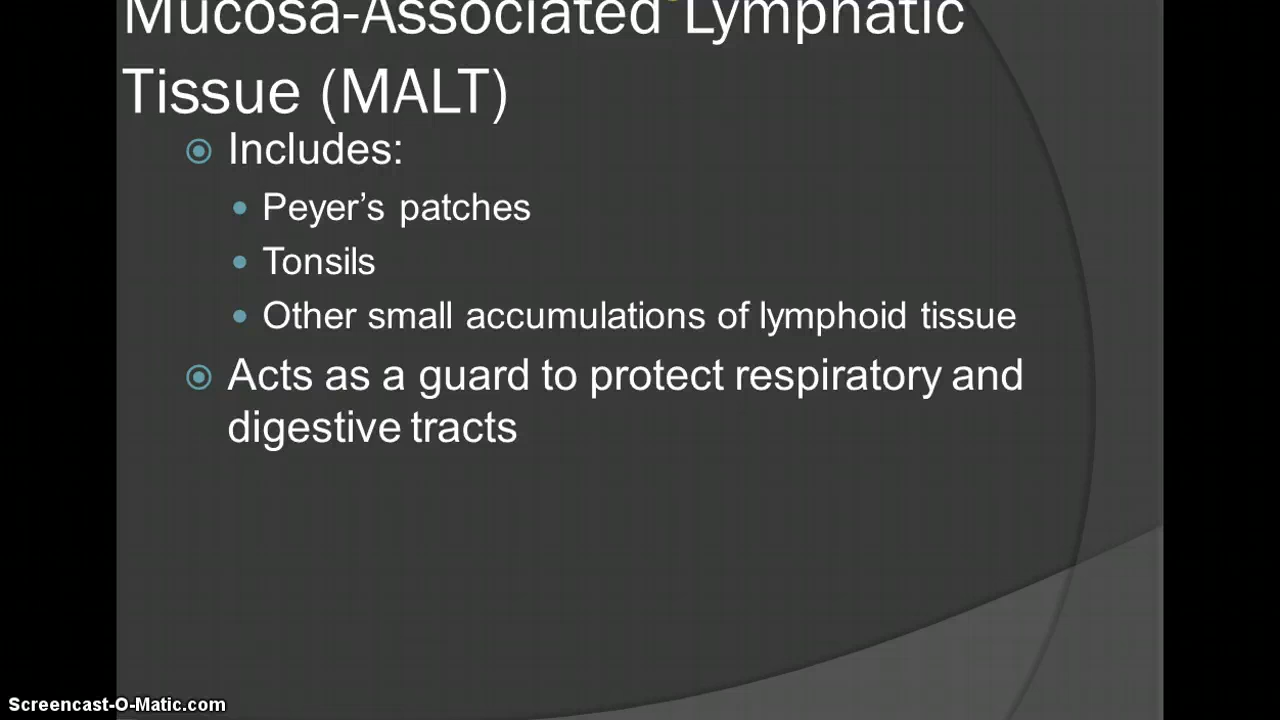 Mucosa-Associated Lymphatic
Tissue (MALT)
Includes:
Peyer’s patches
Tonsils
Other small accumulations of lymphoid tissue
Acts as a guard to protect respiratory and
digestive tracts
Screencast-O-Matic.com